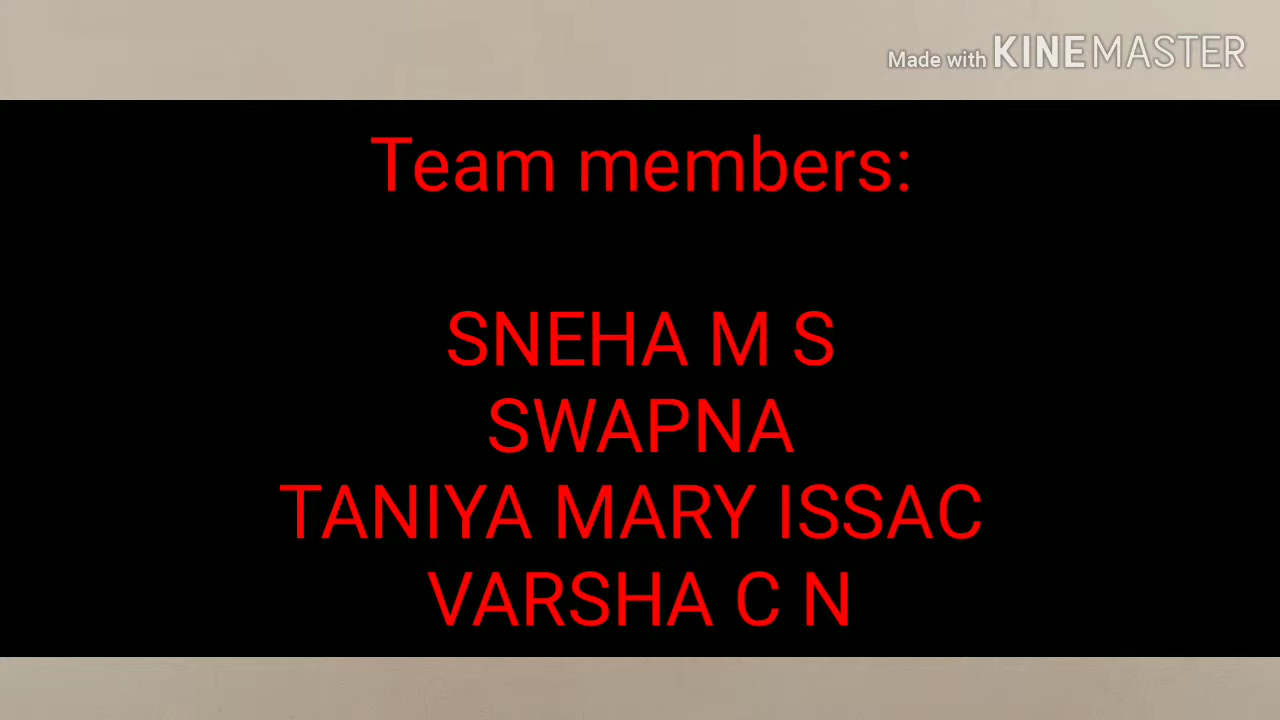 Made with KINEMASTER
Team members:
SNEHA M S
SWAPNA
TANIYA MARY ISSAC
VARSHA C N